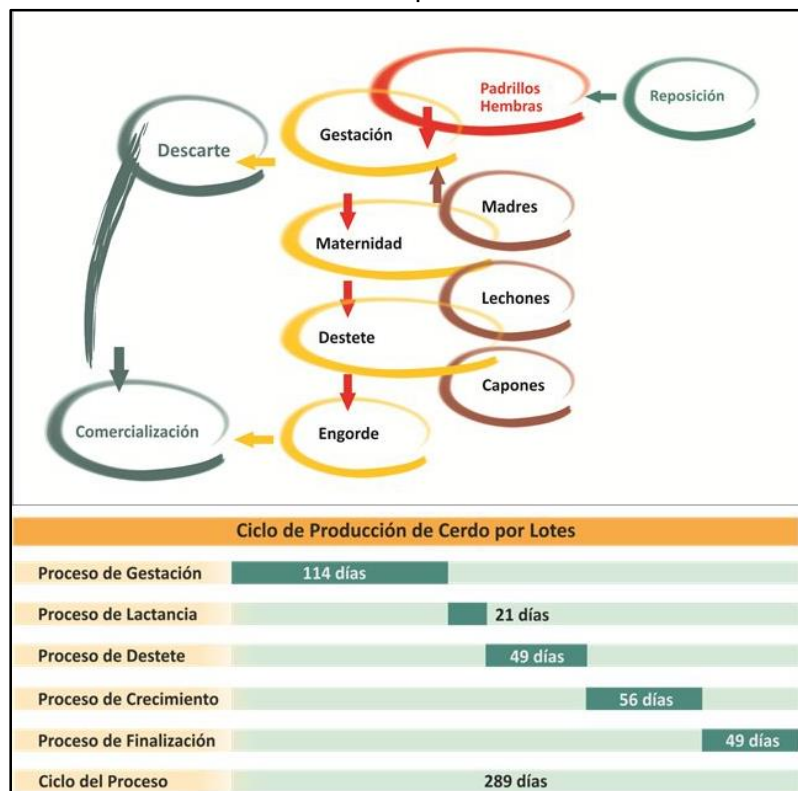 Padrillos
Hembras
Reposición
Gestación
Descarte
Madres
Maternidad
Lechones
Destete
Capones
Comercialización
Engorde
Ciclo de Producción de Cerdo por Lotes
Proceso de Gestación 114 días
Proceso de Lactancia 21 días
Proceso de Destete 49 días
Proceso de Crecimiento 56 días
Proceso de Finalización 49 días
Ciclo del Proceso 289 días